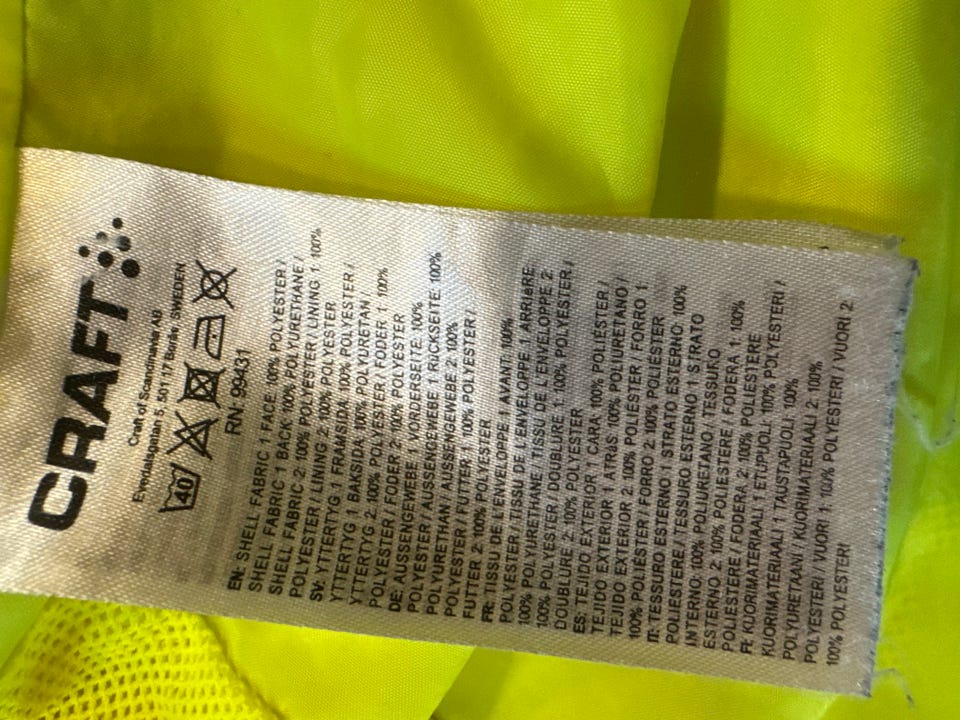 CRAFT
Craft of Scandinavia AB
Evedalsgatan 5, 501 17 Borås, SWEDEN
40
RN 99431
EN: SHELL FABRIC 1 FACE: 100% POLYESTER /
SHELL FABRIC 1 BACK: 100% POLYURETHANE /
SHELL FABRIC 2: 100% POLYESTER / LINING 1: 100%
POLYESTER / LINING 2: 100% POLYESTER
SV: YTTERTYG 1 FRAMSIDA 100% POLYESTER /
YTTERTYG 1 BAKSIDA 100% POLYURETAN /
YTTERTYG 2: 100% POLYESTER / FODER 1: 100%
POLYESTER / FODER 2: 100% POLYESTER
DE: AUSSENGEWEBE 1 VORDERSEITE: 100%
POLYESTER / AUSSENGEWEBE 1 RÜCKSEITE: 100%
POLYURETHAN / AUSSENGEWEBE 2: 100%
POLYESTER / FUTTER 1: 100% POLYESTER /
FUTTER 2: 100% POLYESTER
FR: TISSU DE L'ENVELOPPE 1 AVANT: 100%
POLYESTER / TISSU DE L'ENVELOPPE 1 ARRIèRE
100% POLYURETHANE / TISSU DE L'ENVELOPPE 2:
100% POLYESTER / DOUBLURE 1: 100% POLYESTER /
DOUBLURE 2: 100% POLYESTER
ES: TEJIDO EXTERIOR 1 CARA 100% POLIÉSTER /
TEJIDO EXTERIOR 1 ATRáS: 100% POLIURETANO /
TEJIDO EXTERIOR 2: 100% POLIÉSTER / FORRO 1:
100% POLIÉSTER / FORRO 2: 100% POLIÉSTER
IT: TESSURO ESTERNO 1 STRATO ESTERNO: 100%
POLIESTERE / TESSURO ESTERNO 1 STRATO
INTERNO: 100% POLIURETANO / TESSURO
ESTERNO 2: 100% POLIESTERE / FODERA 1: 100%
POLIESTERE / FODERA 2: 100% POLIESTERE
FI: KUORIMATERIAALI 1 ETUPUOLI: 100% POLYESTERI /
KUORIMATERIAALI 1 TAUSTAPUOLI: 100%
POLYURETAANI / KUORIMATERIAALI 2: 100%
POLYESTERI / VUORI 1: 100% POLYESTERI / VUORI 2:
100% POLYESTERI